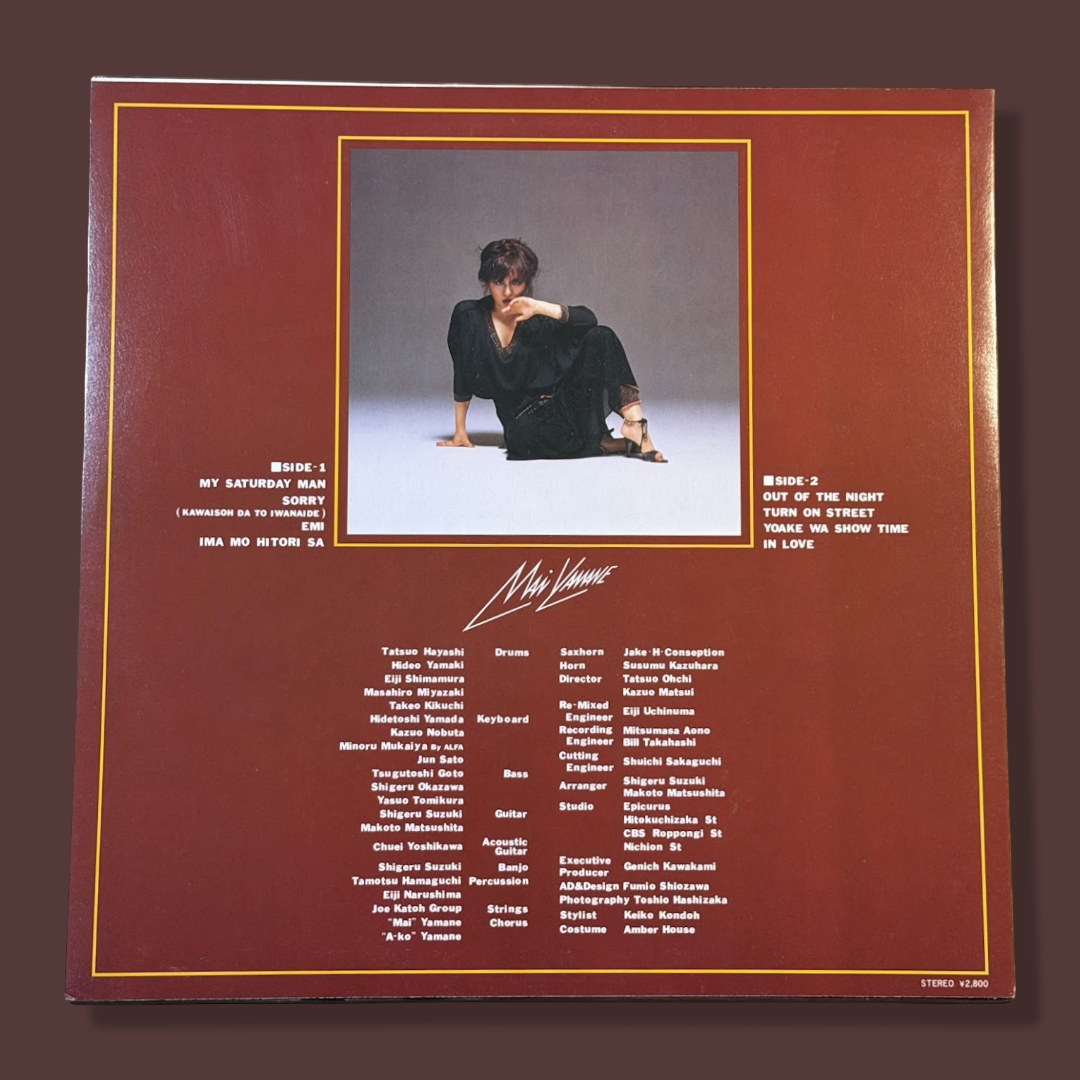 ■SIDE-1
MY SATURDAY MAN
SORRY
(KAWAISOH DA TO IWANAIDE)
EMI
IMA MO HITORI SA
■SIDE-2
OUT OF THE NIGHT
TURN ON STREET
YOAKE WA SHOW TIME
IN LOVE
Mai Yamane
Tatsuo Hayashi Drums
Hideo Yamaki
Eiji Shimamura
Masahiro Miyazaki
Takeo Kikuchi
Hidetoshi Yamada Keyboard
Kazuo Nobuta
Minoru Mukaiya By ALFA
Jun Sato
Tsugutoshi Goto Bass
Shigeru Okazawa
Yasuo Tomikura
Shigeru Suzuki Guitar
Makoto Matsushita
Chuei Yoshikawa Acoustic
Guitar
Shigeru Suzuki Banjo
Tamotsu Hamaguchi Percussion
Eiji Narushima
Joe Katoh Group Strings
"Mai" Yamane Chorus
"A-ko" Yamane
Saxhorn Jake·H·Conseption
Horn Susumu Kazuhara
Director Tatsuo Ohchi
Kazuo Matsui
Re-Mixed
Engineer Eiji Uchinuma
Recording Mitsumasa Aono
Engineer Bill Takahashi
Cutting
Engineer Shuichi Sakaguchi
Arranger Shigeru Suzuki
Makoto Matsushita
Studio Epicurus
Hitokuchizaka St
CBS Roppongi St
Nichion St
Executive
Producer Genich Kawakami
AD&Design Fumio Shiozawa
Photography Toshio Hashizaka
Stylist Keiko Kondoh
Costume Amber House
STEREO ¥2,800